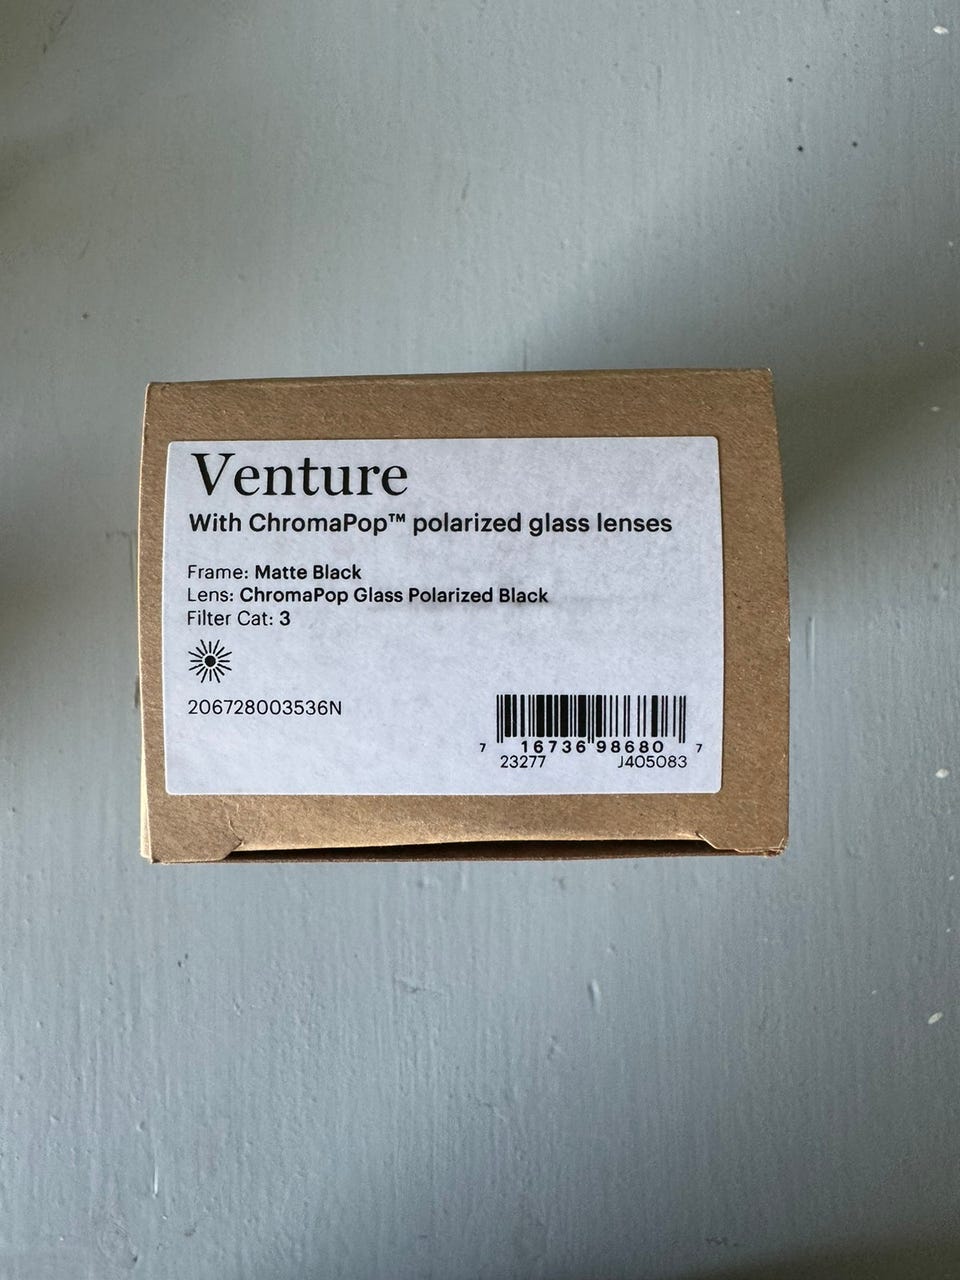 Venture
With ChromaPop™ polarized glass lenses
Frame: Matte Black
Lens: ChromaPop Glass Polarized Black
Filter Cat: 3
206728003536N
7 16736 98680 7
23277 J405083